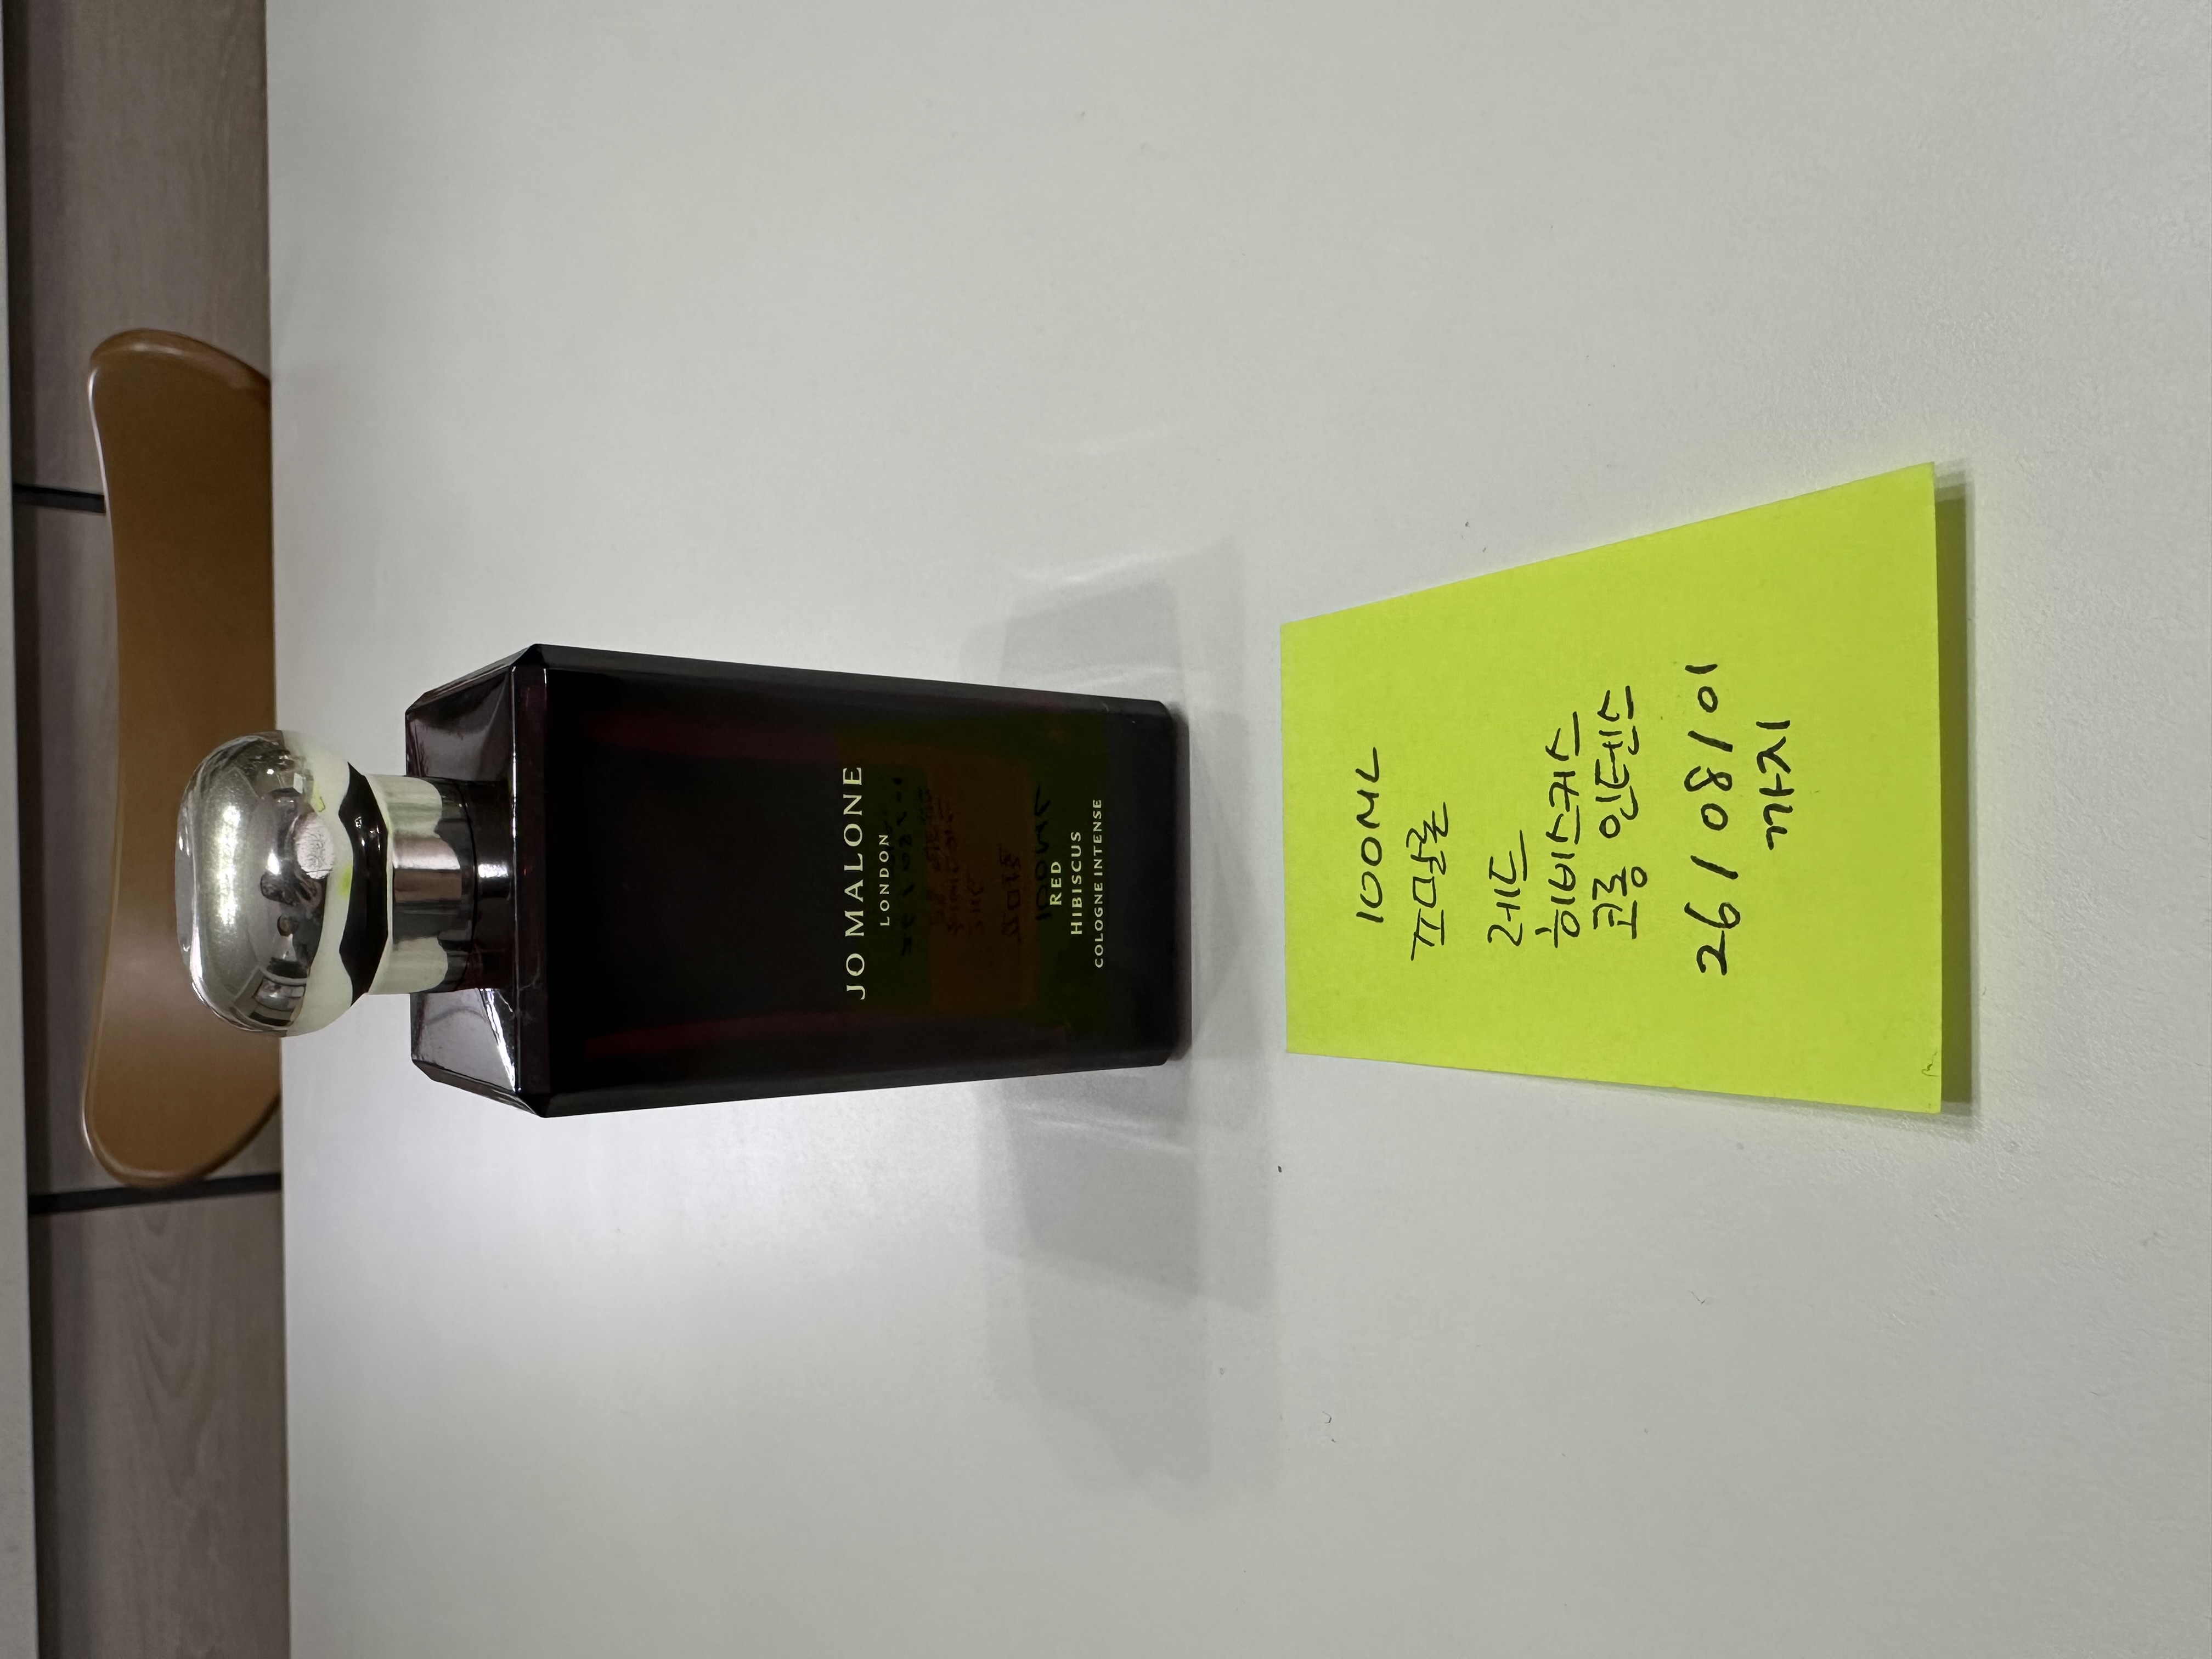 JO MALONE
LONDON
RED
HIBISCUS
COLOGNE INTENSE
100ML
죠말론
레드
히비스커스
코롱 인텐스
26/08/01
까지